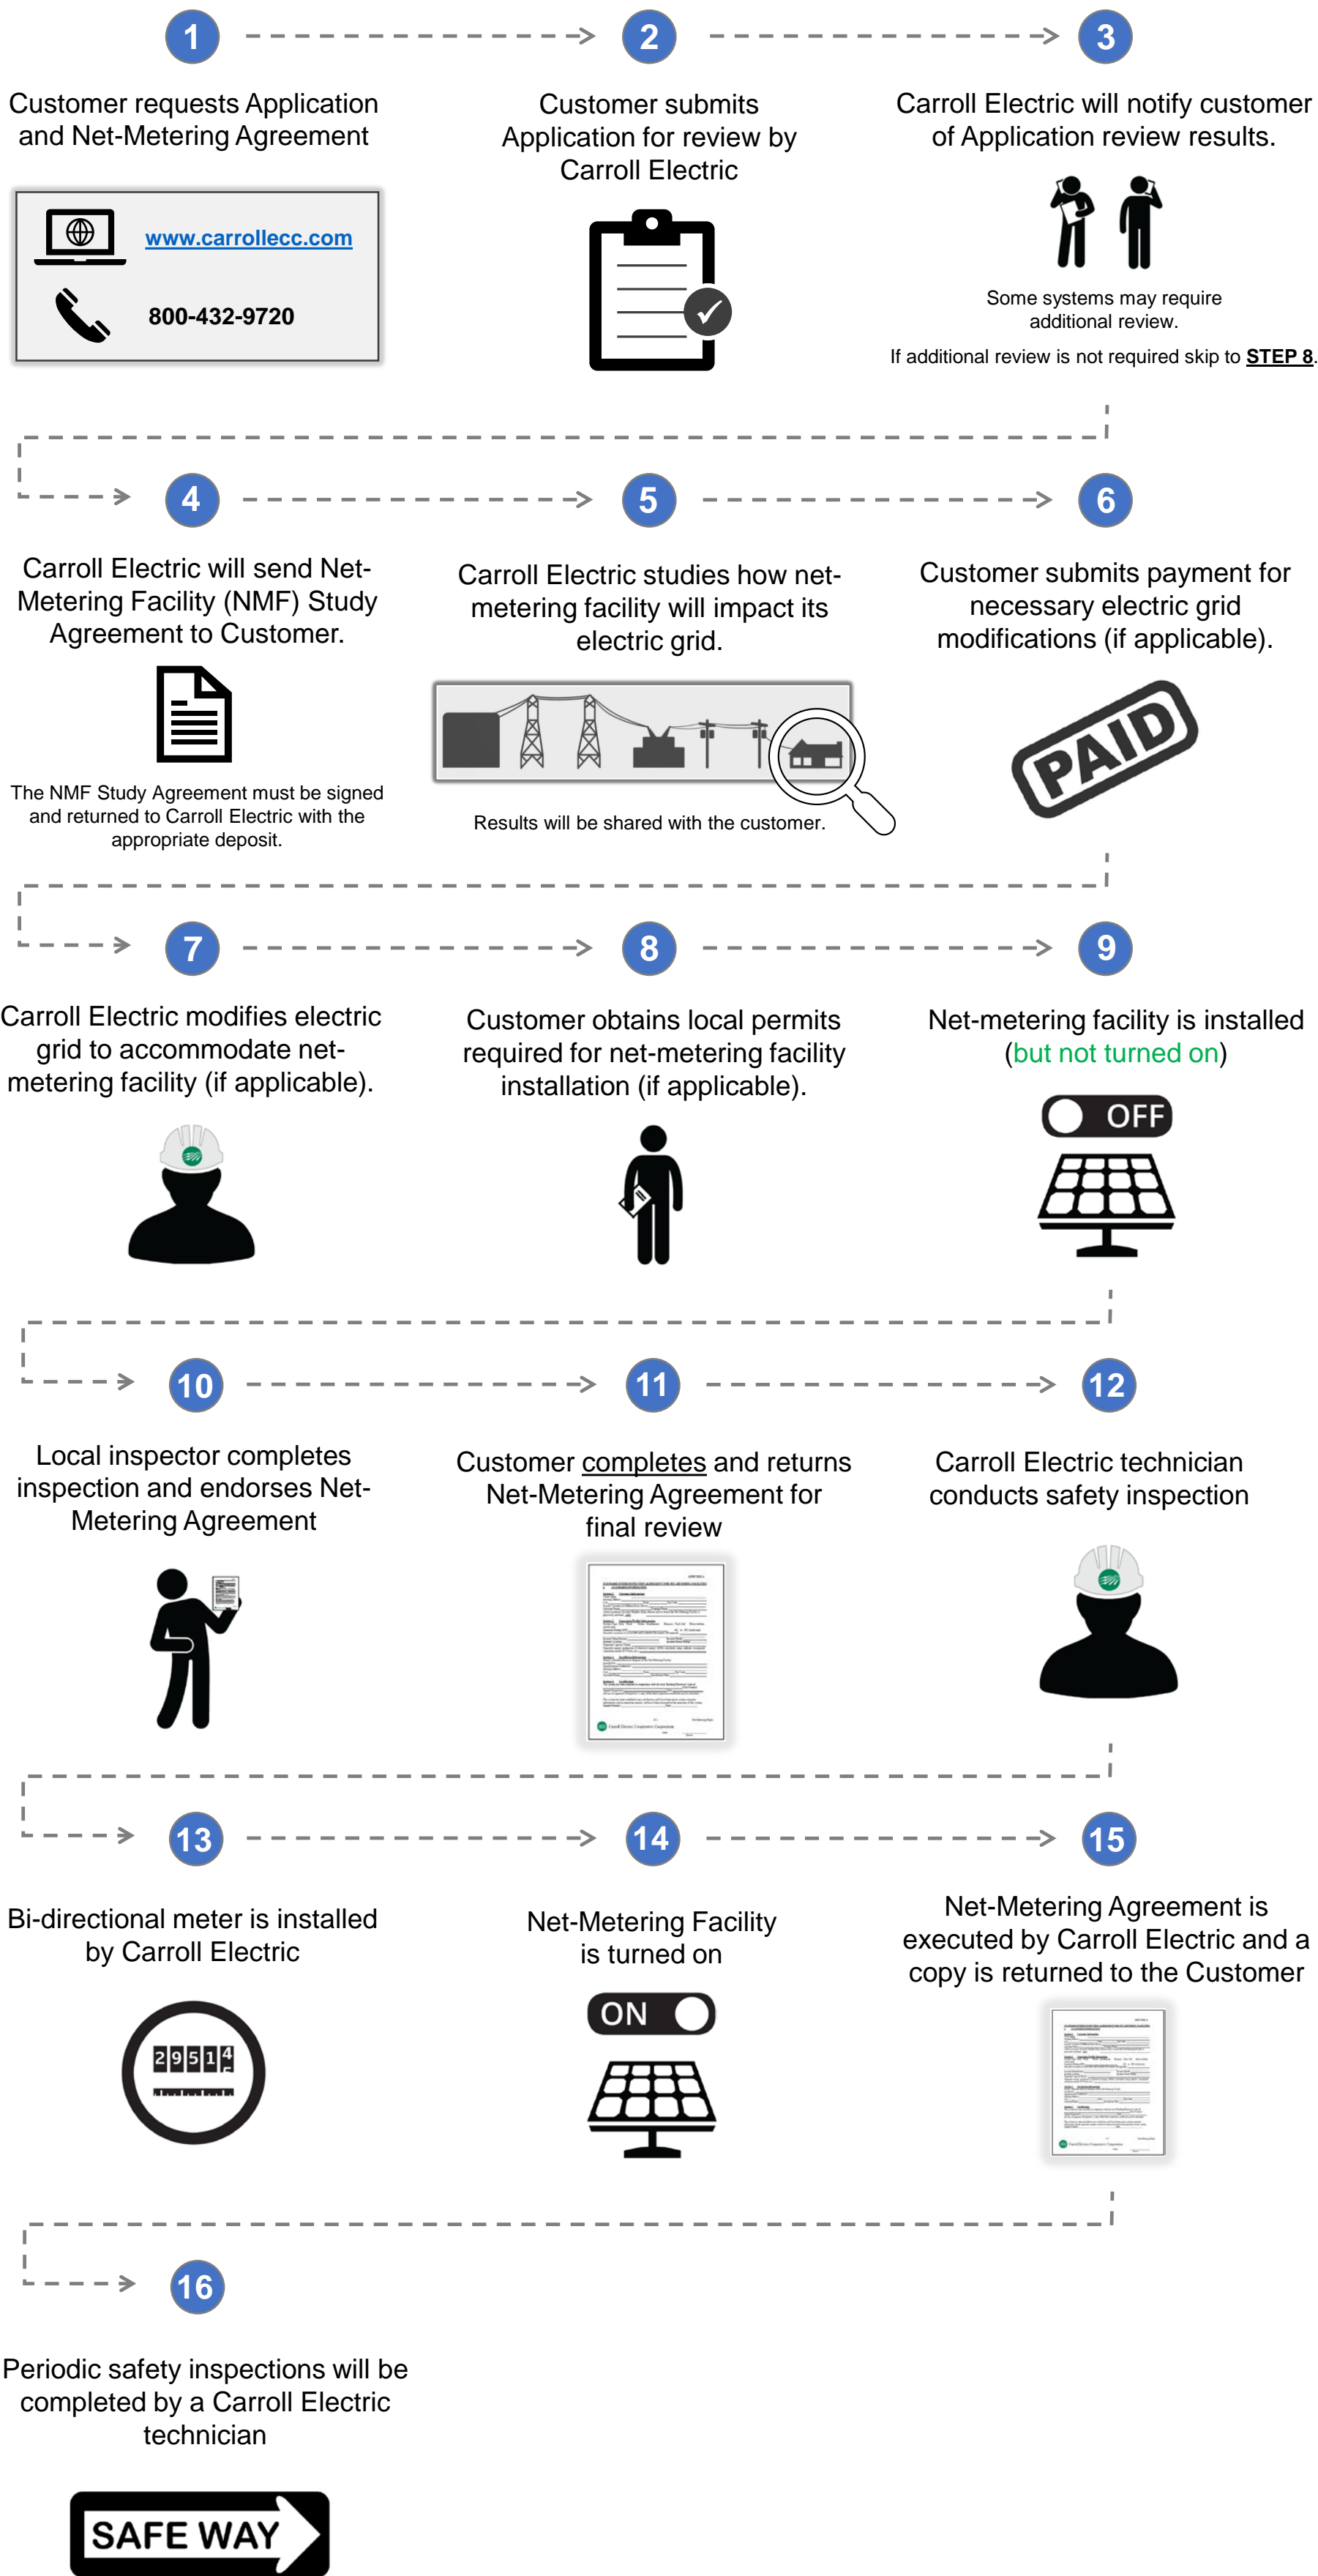 1
2
3
Customer requests Application
and Net-Metering Agreement
Customer submits
Application for review by
Carroll Electric
Carroll Electric will notify customer
of Application review results.
www.carrollecc.com
800-432-9720
Some systems may require
additional review.
If additional review is not required skip to STEP 8.
4
5
6
Carroll Electric will send Net-
Metering Facility (NMF) Study
Agreement to Customer.
Carroll Electric studies how net-
metering facility will impact its
electric grid.
Customer submits payment for
necessary electric grid
modifications (if applicable).
PAID
The NMF Study Agreement must be signed
and returned to Carroll Electric with the
appropriate deposit.
Results will be shared with the customer.
7
8
9
Carroll Electric modifies electric
grid to accommodate net-
metering facility (if applicable).
Customer obtains local permits
required for net-metering facility
installation (if applicable).
Net-metering facility is installed
(but not turned on)
OFF
10
11
12
Local inspector completes
inspection and endorses Net-
Metering Agreement
Customer completes and returns
Net-Metering Agreement for
final review
Carroll Electric technician
conducts safety inspection
Carroll Electric Cooperative Corporation
13
14
15
Bi-directional meter is installed
by Carroll Electric
Net-Metering Facility
is turned on
Net-Metering Agreement is
executed by Carroll Electric and a
copy is returned to the Customer
29514
ON
Carroll Electric Cooperative Corporation
16
Periodic safety inspections will be
completed by a Carroll Electric
technician
SAFE WAY